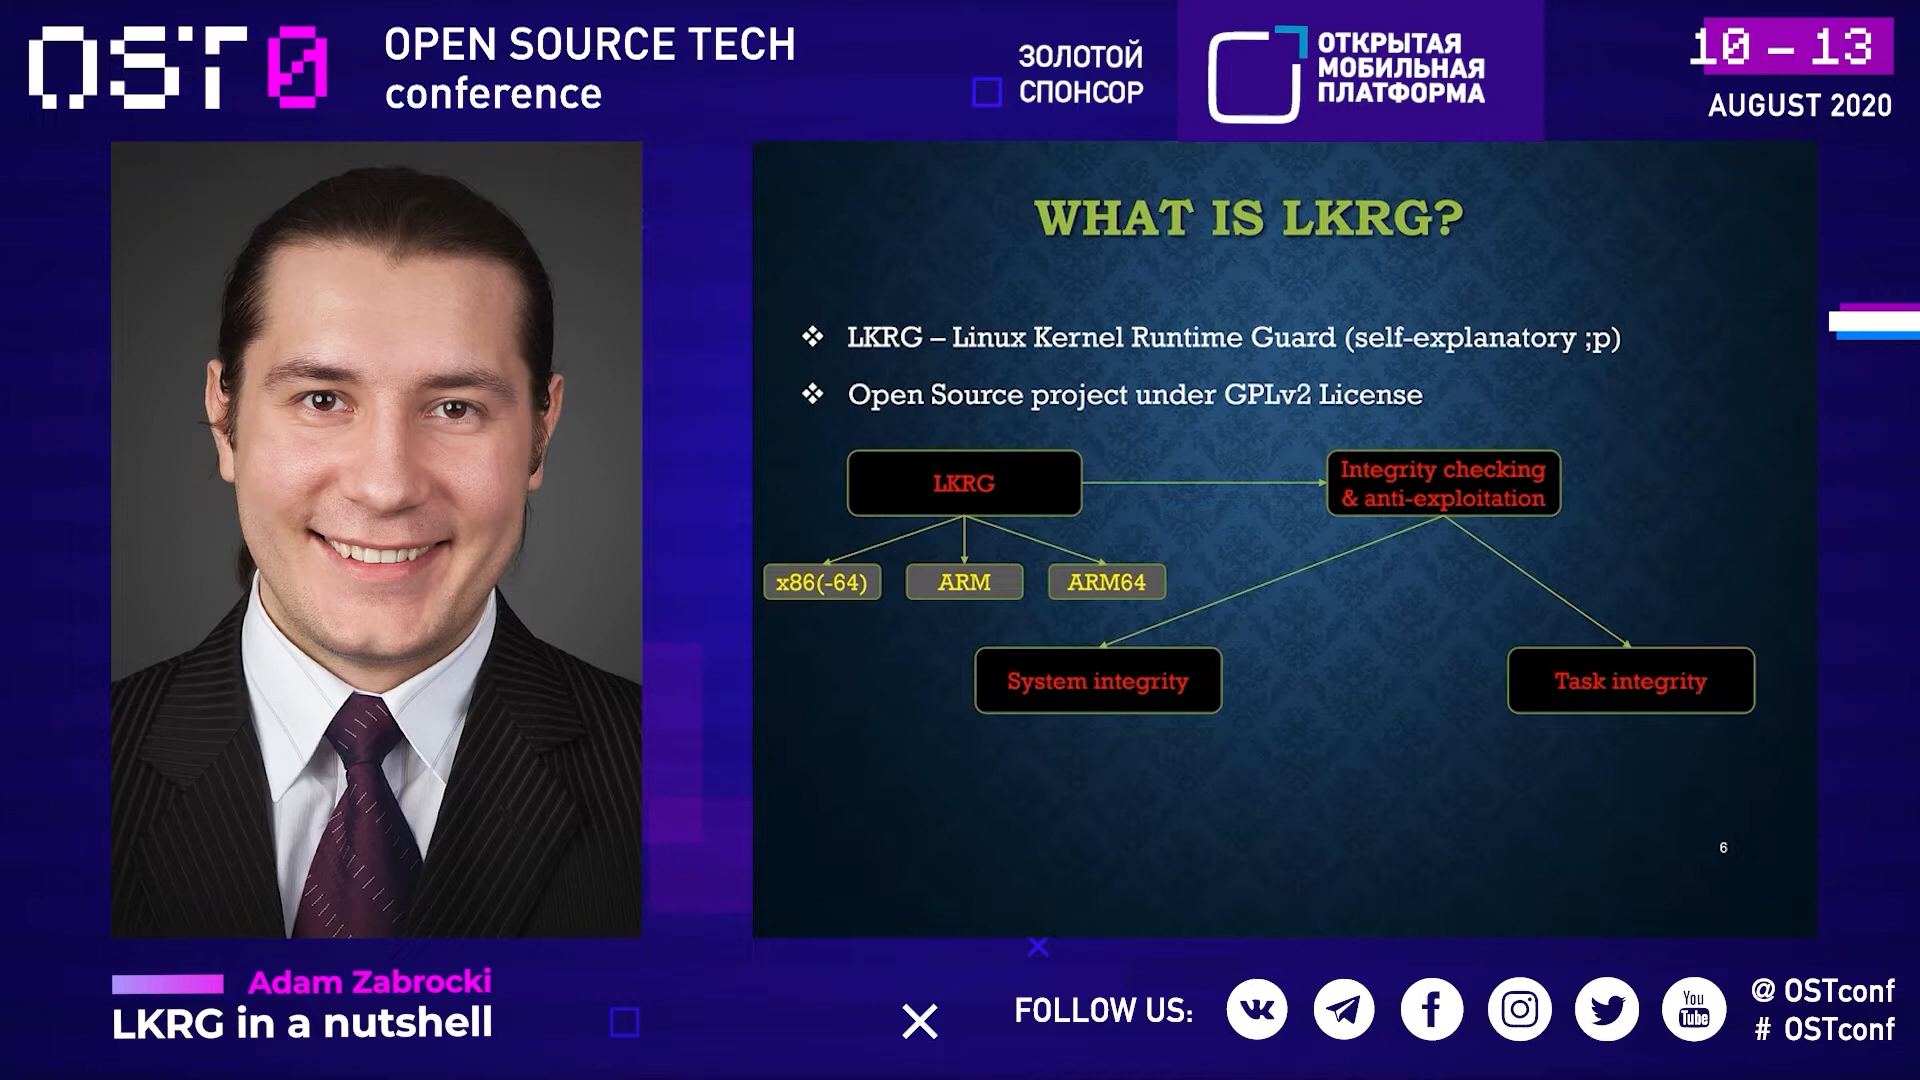 OST 0
OPEN SOURCE TECH
conference
ЗОЛОТОЙ
СПОНСОР
ОТКРЫТАЯ
МОБИЛЬНАЯ
ПЛАТФОРМА
10 – 13
AUGUST 2020
WHAT IS LKRG?
❖ LKRG – Linux Kernel Runtime Guard (self-explanatory ;p)
❖ Open Source project under GPLv2 License
LKRG
Integrity checking
& anti-exploitation
x86(-64)
ARM
ARM64
System integrity
Task integrity
6
Adam Zabrocki
LKRG in a nutshell
FOLLOW US:
You
Tube
@ OSTconf
# OSTconf